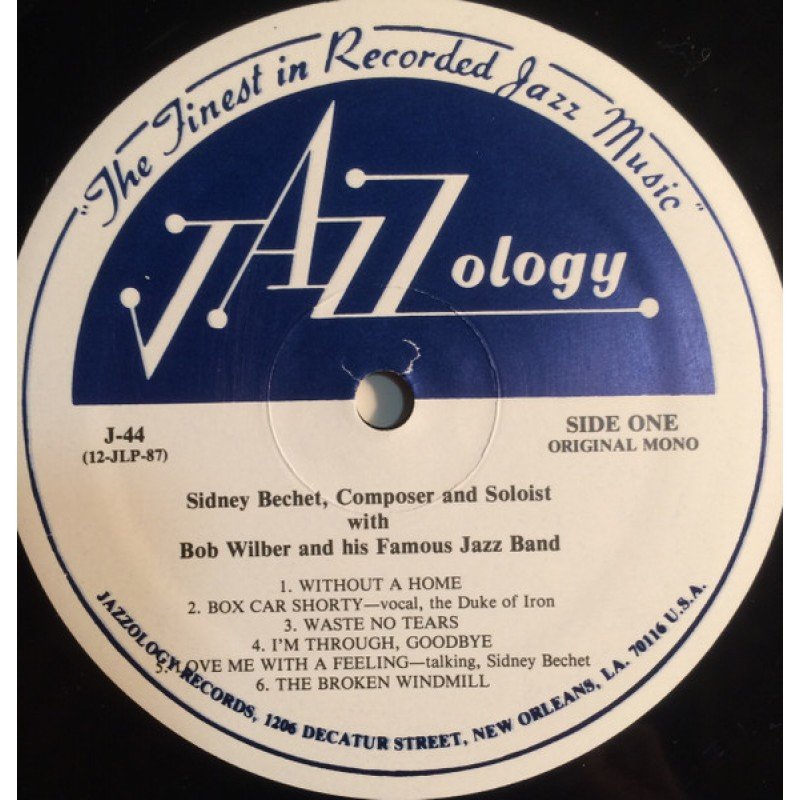 "The Finest in Recorded Jazz Music"
JAZZology
J-44
(12-JLP-87)
SIDE ONE
ORIGINAL MONO
Sidney Bechet, Composer and Soloist
with
Bob Wilber and his Famous Jazz Band
1. WITHOUT A HOME
2. BOX CAR SHORTY—vocal, the Duke of Iron
3. WASTE NO TEARS
4. I'M THROUGH, GOODBYE
5. LOVE ME WITH A FEELING—talking, Sidney Bechet
6. THE BROKEN WINDMILL
JAZZOLOGY RECORDS, 1206 DECATUR STREET, NEW ORLEANS, LA. 70116 U.S.A.